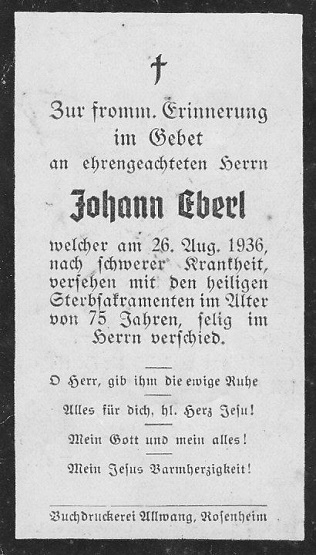 Zur fromm. Erinnerung
im Gebet
an ehrengeachteten Herrn
Johann Eberl
welcher am 26. Aug. 1936,
nach schwerer Krankheit,
versehen mit den heiligen
Sterbsakramenten im Alter
von 75 Jahren, selig im
Herrn verschied.
O Herr, gib ihm die ewige Ruhe
Alles für dich, hl. Herz Jesu!
Mein Gott und mein alles!
Mein Jesus Barmherzigkeit!
Buchdruckerei Allwang, Rosenheim